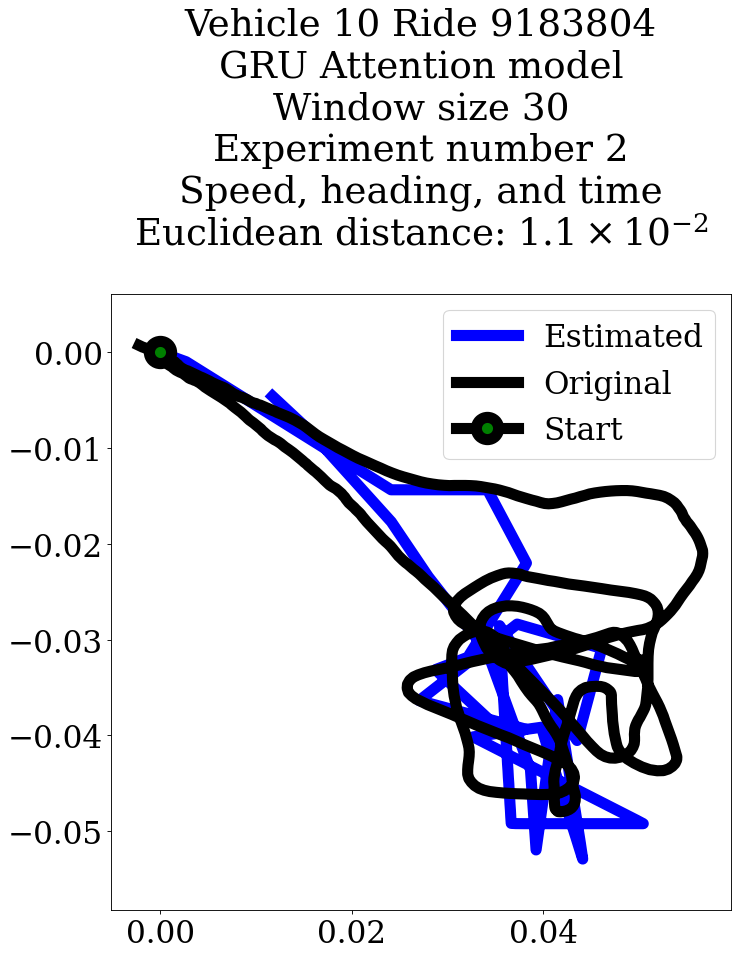 Vehicle 10 Ride 9183804
GRU Attention model
Window size 30
Experiment number 2
Speed, heading, and time
Euclidean distance: 1.1 × 10⁻²
Estimated
Original
Start
0.00
−0.01
−0.02
−0.03
−0.04
−0.05
0.00 0.02 0.04